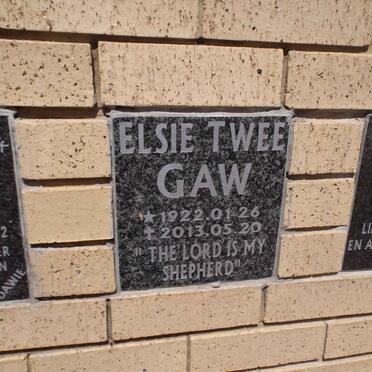 ELSIE TWEE
GAW
★1922.01.26
✝2013.05.20
"THE LORD IS MY
SHEPHERD"